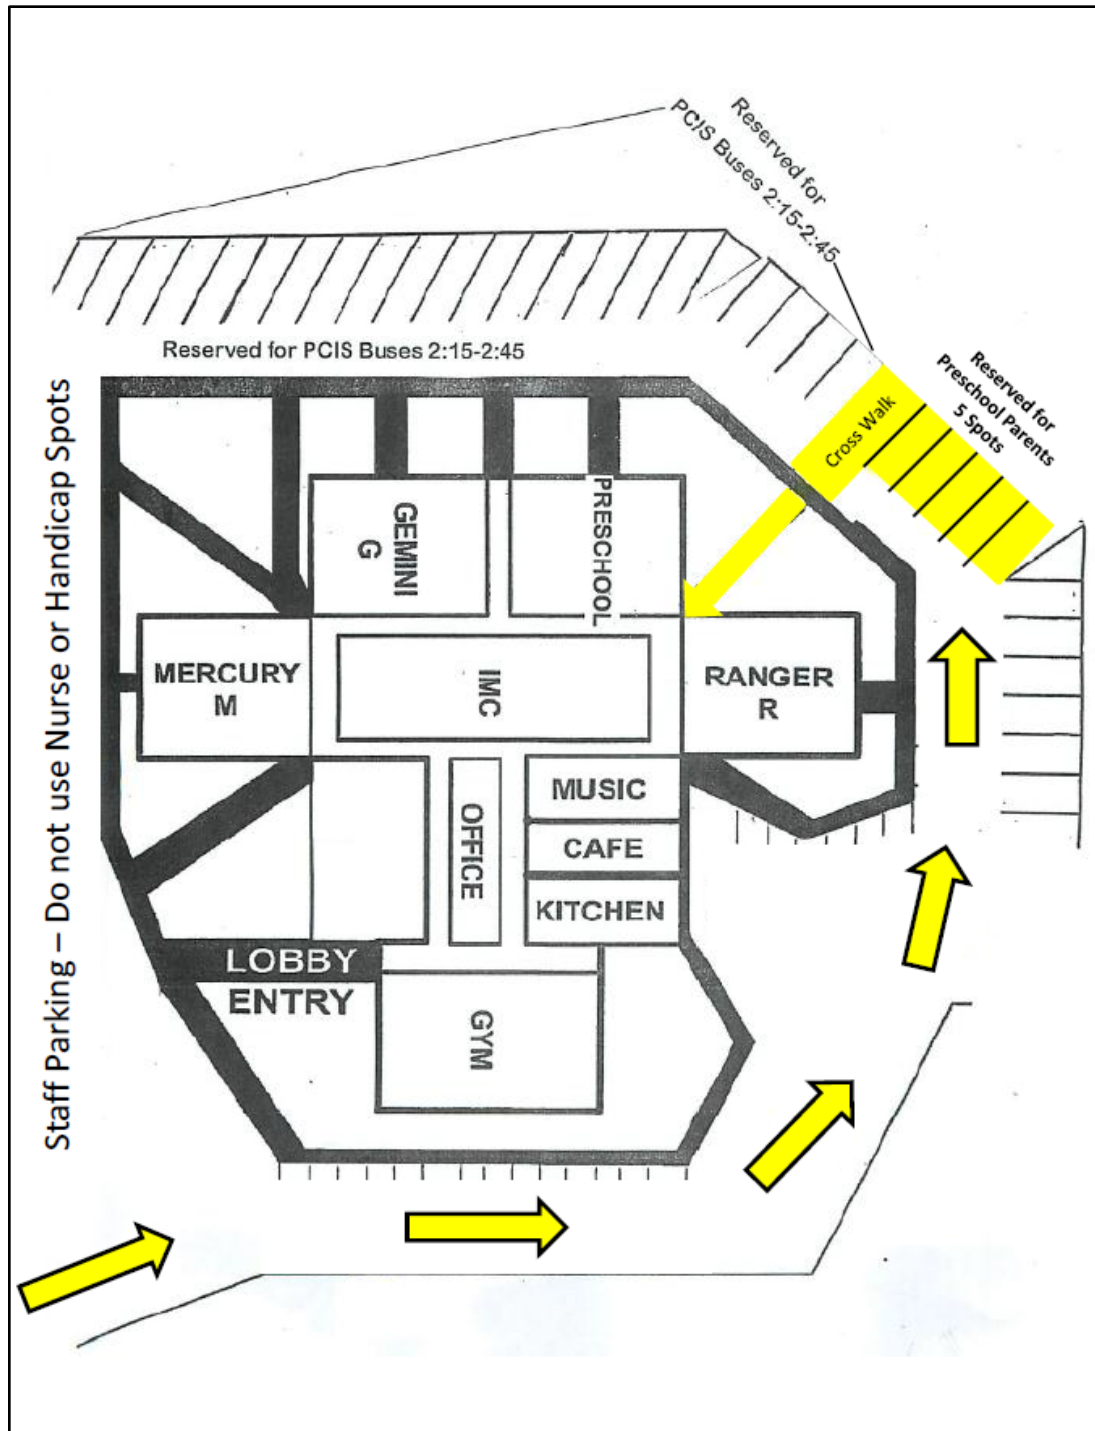 Reserved for
PCIS Buses 2:15-2:45
Reserved for PCIS Buses 2:15-2:45
Reserved for
Preschool Parents
5 Spots
Cross Walk
Staff Parking – Do not use Nurse or Handicap Spots
GEMINI
G
PRESCHOOL
MERCURY
M
IMC
RANGER
R
MUSIC
OFFICE
CAFE
KITCHEN
LOBBY
ENTRY
GYM